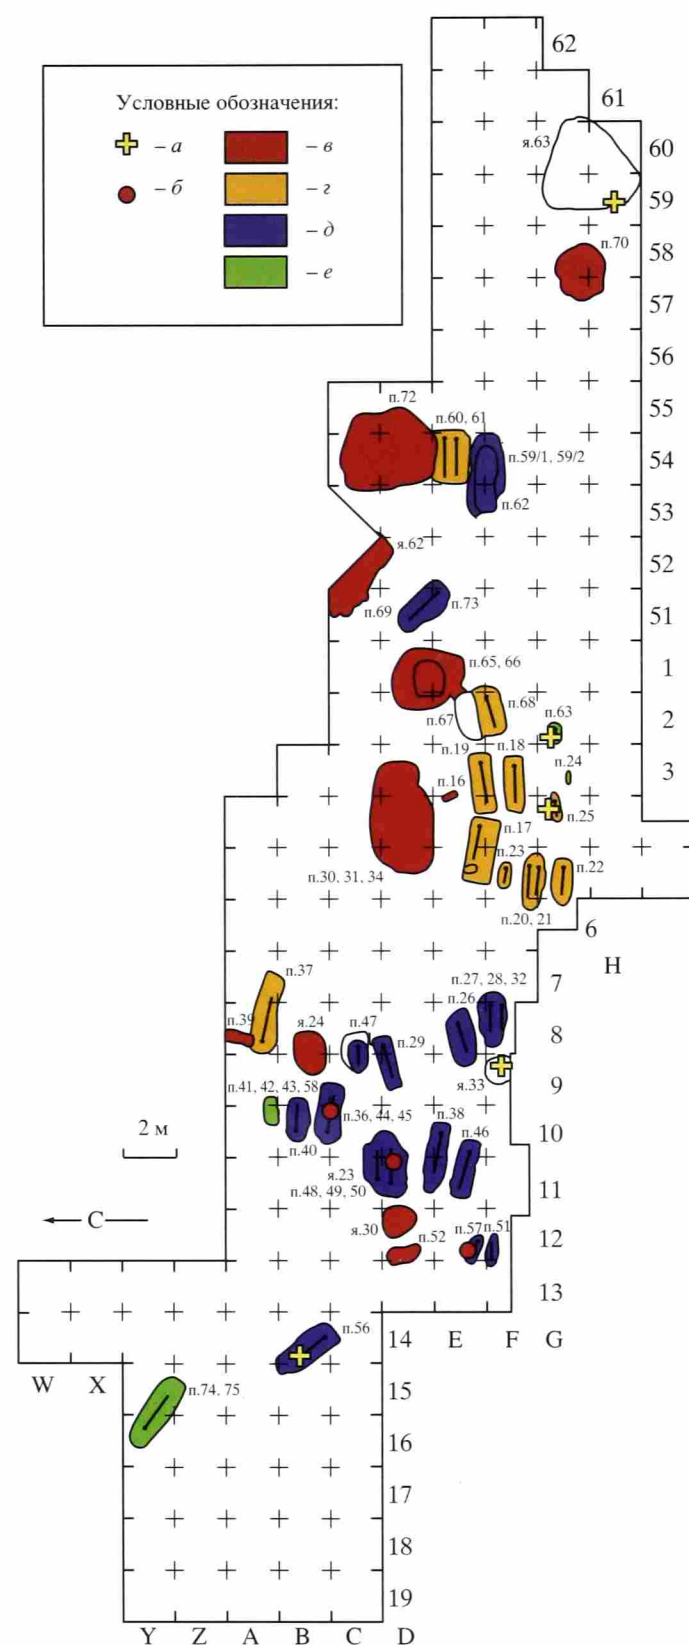 62
61
Условные обозначения:
– а
– б
– в
– г
– д
– е
я.63
60
59
п.70
58
57
56
55
п.72
п.60, 61
54
п.59/1, 59/2
п.62
53
я.62
52
п.69
п.73
51
п.65, 66
1
п.67
п.68
п.63
2
п.19
п.18
п.24
3
п.16
п.25
п.17
п.23
п.22
п.30, 31, 34
п.20, 21
6
H
п.37
п.27, 28, 32
7
п.26
п.39
я.24
п.47
п.29
8
я.33
9
п.41, 42, 43, 58
п.36, 44, 45
п.38
2 м
п.40
п.46
10
я.23
п.48, 49, 50
11
С
я.30
п.52
п.57
п.51
12
13
п.56
14
E
F
G
W
X
п.74, 75
15
16
17
18
19
Y
Z
A
B
C
D